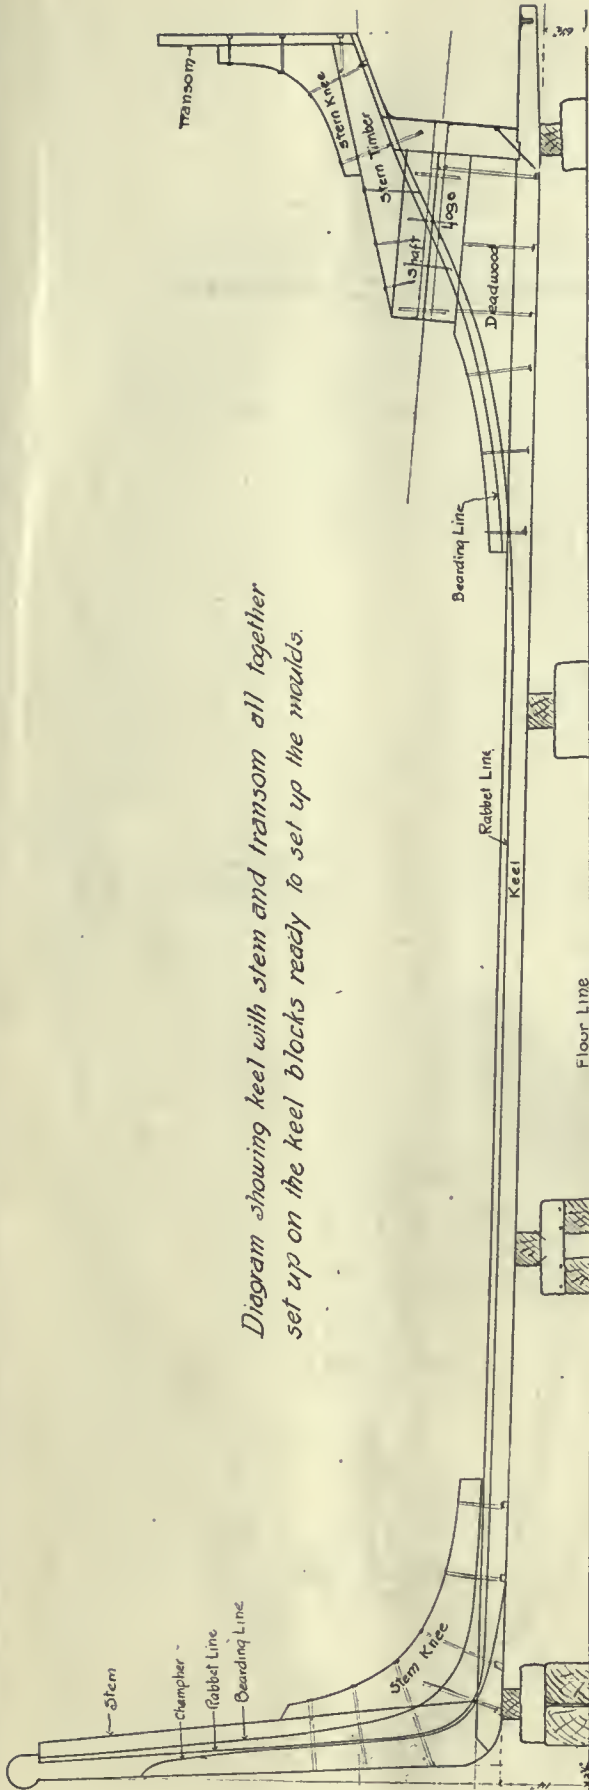 Diagram showing keel with stem and transom all together
set up on the keel blocks ready to set up the moulds.
Transom
Stern Knee
Stern Timber
Shaft
Logo
Deadwood
Bearding Line
Rabbet Line
Keel
Flour Line
Stem
Champher
Rabbet Line
Bearding Line
Stem Knee